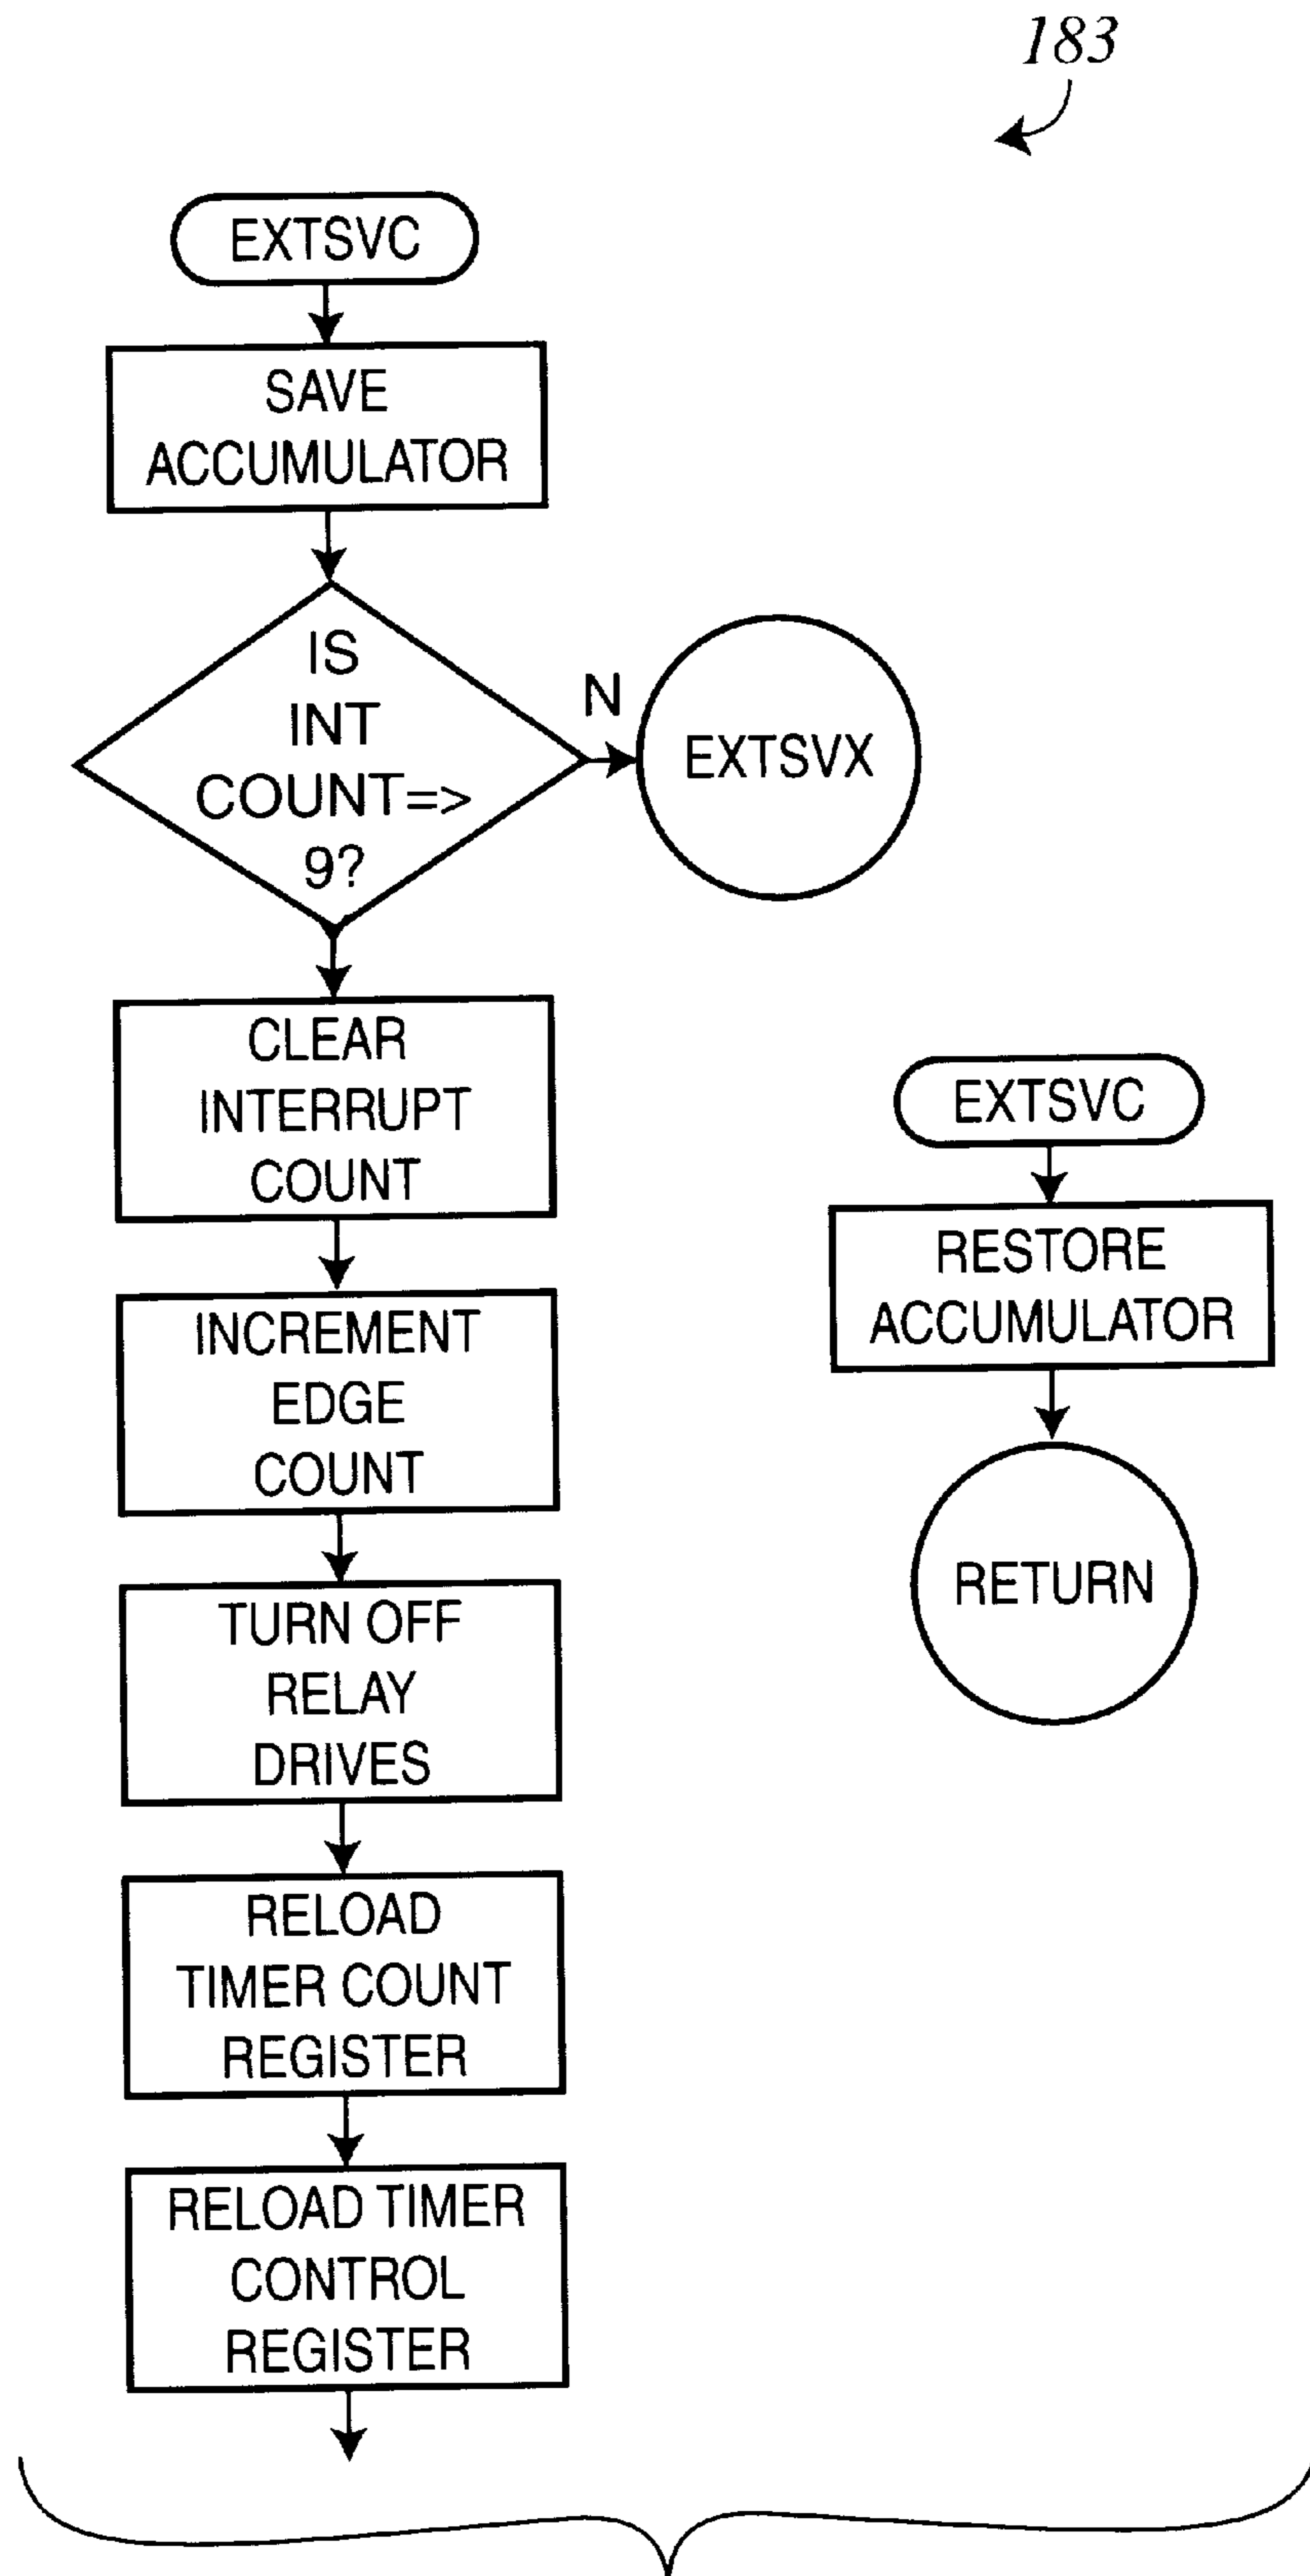 183
EXTSVC
SAVE
ACCUMULATOR
IS
INT
COUNT=>
9?
N
EXTSVX
CLEAR
INTERRUPT
COUNT
INCREMENT
EDGE
COUNT
TURN OFF
RELAY
DRIVES
RELOAD
TIMER COUNT
REGISTER
RELOAD TIMER
CONTROL
REGISTER
EXTSVC
RESTORE
ACCUMULATOR
RETURN